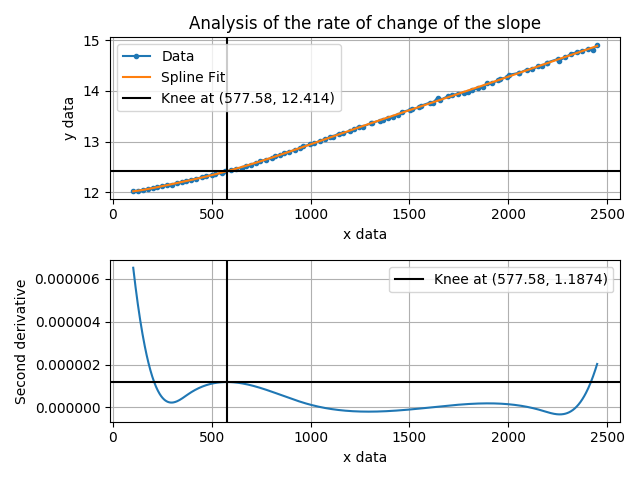 Analysis of the rate of change of the slope
15
14
13
12
y data
Data
Spline Fit
Knee at (577.58, 12.414)
0 500 1000 1500 2000 2500
x data
0.000006
0.000004
0.000002
0.000000
Second derivative
Knee at (577.58, 1.1874)
0 500 1000 1500 2000 2500
x data